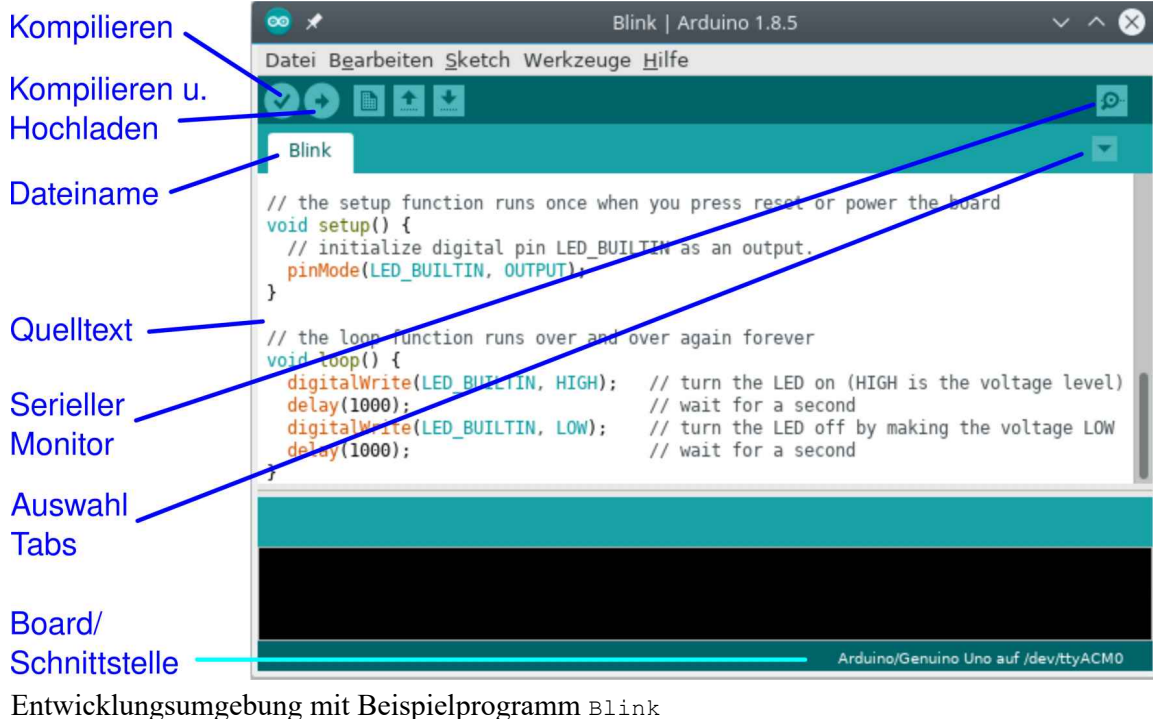 Kompilieren
Kompilieren u.
Hochladen
Dateiname
Quelltext
Serieller
Monitor
Auswahl
Tabs
Board/
Schnittstelle
Blink | Arduino 1.8.5
Datei Bearbeiten Sketch Werkzeuge Hilfe
Blink
// the setup function runs once when you press reset or power the board
void setup() {
  // initialize digital pin LED_BUILTIN as an output.
  pinMode(LED_BUILTIN, OUTPUT);
}
// the loop function runs over and over again forever
void loop() {
  digitalWrite(LED_BUILTIN, HIGH);   // turn the LED on (HIGH is the voltage level)
  delay(1000);                       // wait for a second
  digitalWrite(LED_BUILTIN, LOW);    // turn the LED off by making the voltage LOW
  delay(1000);                       // wait for a second
}
Arduino/Genuino Uno auf /dev/ttyACM0
Entwicklungsumgebung mit Beispielprogramm Blink